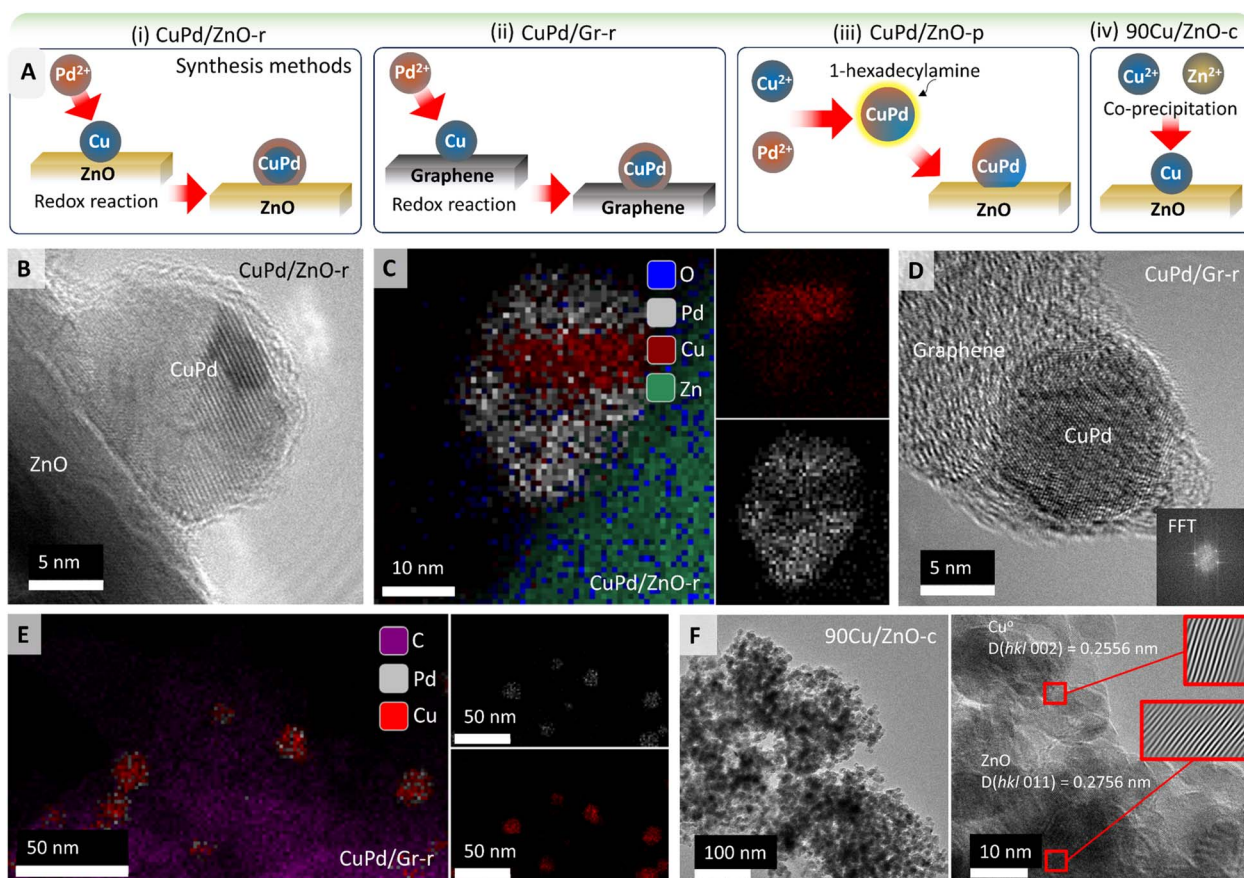 (i) CuPd/ZnO-r
(ii) CuPd/Gr-r
(iii) CuPd/ZnO-p
(iv) 90Cu/ZnO-c
A
Pd2+
Synthesis methods
Cu
ZnO
Redox reaction
CuPd
ZnO
Pd2+
Cu
Graphene
Redox reaction
CuPd
Graphene
Cu2+
Pd2+
1-hexadecylamine
CuPd
CuPd
ZnO
Cu2+
Zn2+
Co-precipitation
Cu
ZnO
B
CuPd/ZnO-r
CuPd
ZnO
5 nm
C
O
Pd
Cu
Zn
10 nm
CuPd/ZnO-r
D
CuPd/Gr-r
Graphene
CuPd
5 nm
FFT
E
C
Pd
Cu
50 nm
CuPd/Gr-r
50 nm
50 nm
F
90Cu/ZnO-c
100 nm
Cu⁰
D(hkl 002) = 0.2556 nm
ZnO
D(hkl 011) = 0.2756 nm
10 nm